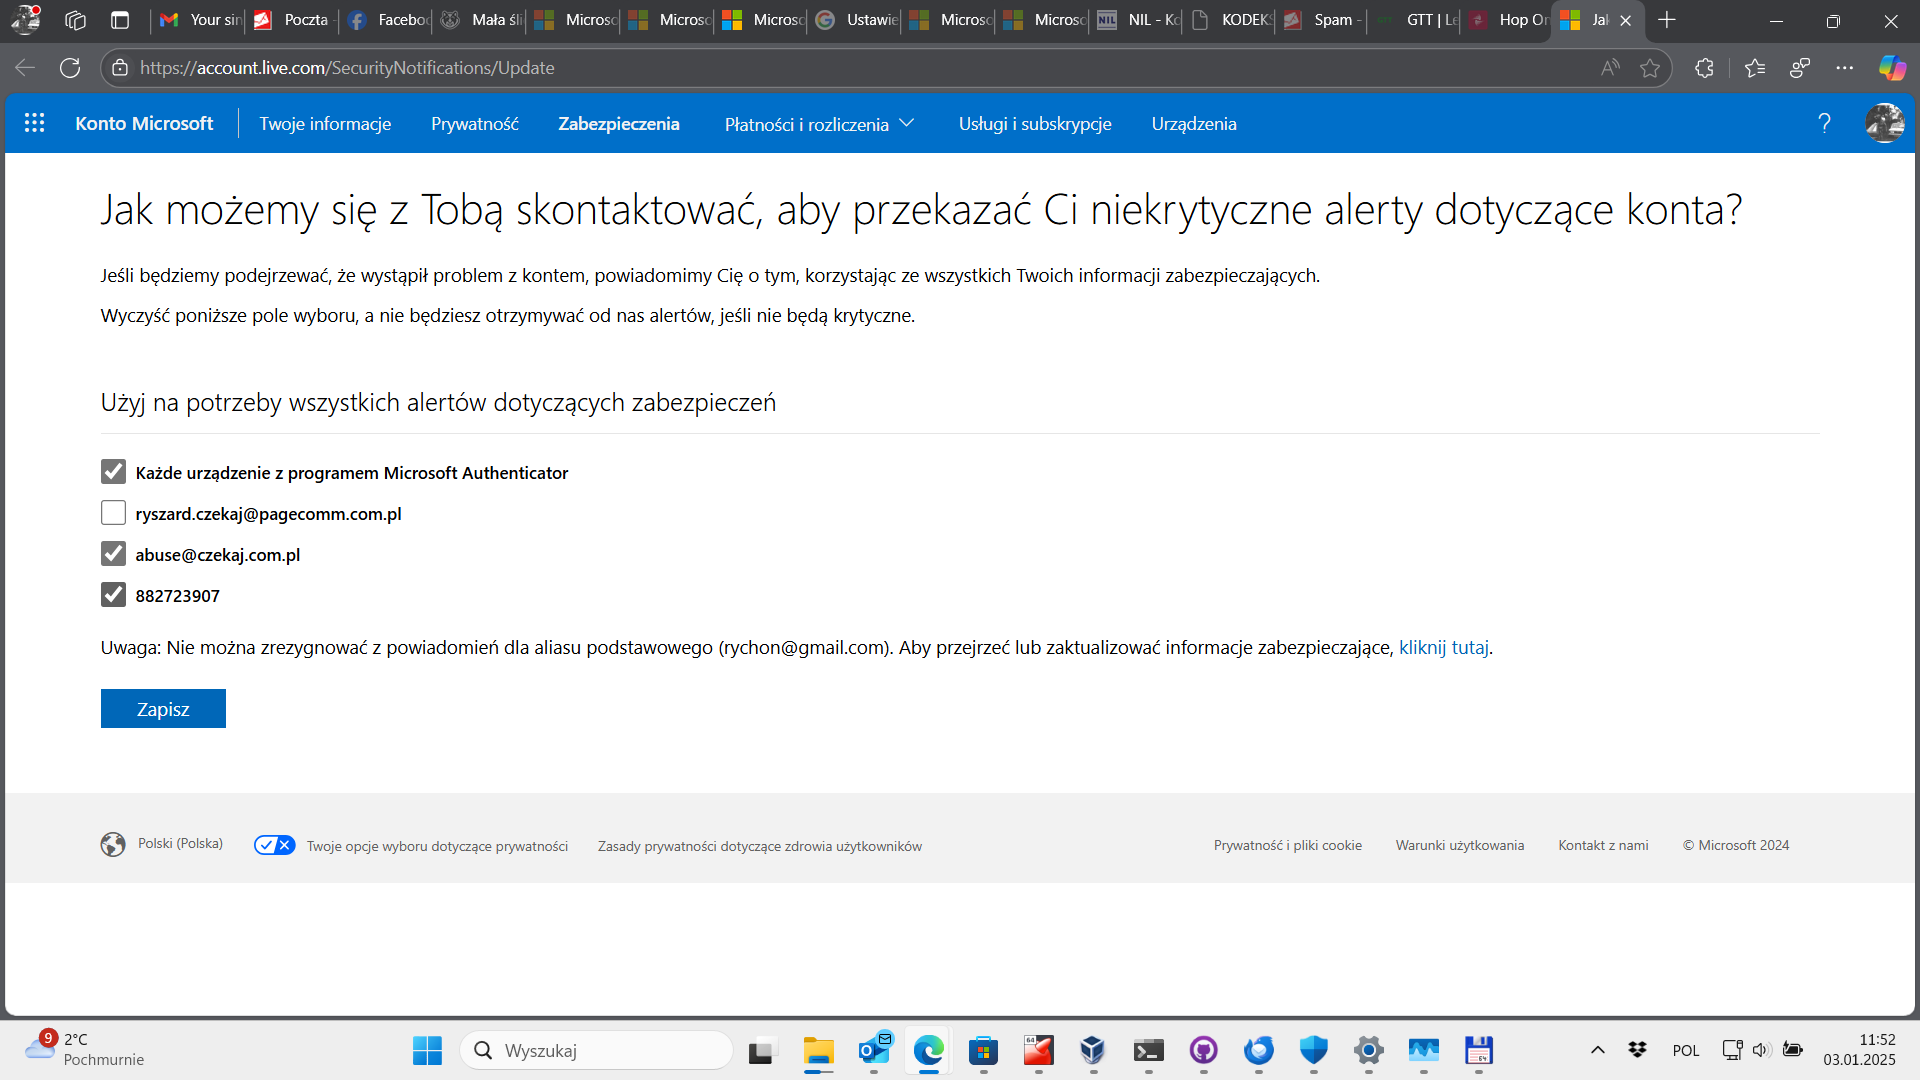 Your sin
Poczta -
Facebook
Mała śli
Microso
Microso
Microso
Ustawie
Microso
Microso
NIL - Ko
KODEKS
Spam -
GTT | Le
Hop On
Jak
https://account.live.com/SecurityNotifications/Update
Konto Microsoft
Twoje informacje
Prywatność
Zabezpieczenia
Płatności i rozliczenia
Usługi i subskrypcje
Urządzenia
?
Jak możemy się z Tobą skontaktować, aby przekazać Ci niekrytyczne alerty dotyczące konta?
Jeśli będziemy podejrzewać, że wystąpił problem z kontem, powiadomimy Cię o tym, korzystając ze wszystkich Twoich informacji zabezpieczających.
Wyczyść poniższe pole wyboru, a nie będziesz otrzymywać od nas alertów, jeśli nie będą krytyczne.
Użyj na potrzeby wszystkich alertów dotyczących zabezpieczeń
Każde urządzenie z programem Microsoft Authenticator
ryszard.czekaj@pagecomm.com.pl
abuse@czekaj.com.pl
882723907
Uwaga: Nie można zrezygnować z powiadomień dla aliasu podstawowego (rychon@gmail.com). Aby przejrzeć lub zaktualizować informacje zabezpieczające, kliknij tutaj.
Zapisz
Polski (Polska)
Twoje opcje wyboru dotyczące prywatności
Zasady prywatności dotyczące zdrowia użytkowników
Prywatność i pliki cookie
Warunki użytkowania
Kontakt z nami
© Microsoft 2024
9
2°C
Pochmurnie
Wyszukaj
POL
11:52
03.01.2025